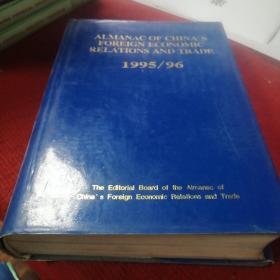 ALMANAC OF CHINA'S
FOREIGN ECONOMIC
RELATIONS AND TRADE
1995/96
The Editorial Board of the Almanac of
China's Foreign Economic Relations and Trade